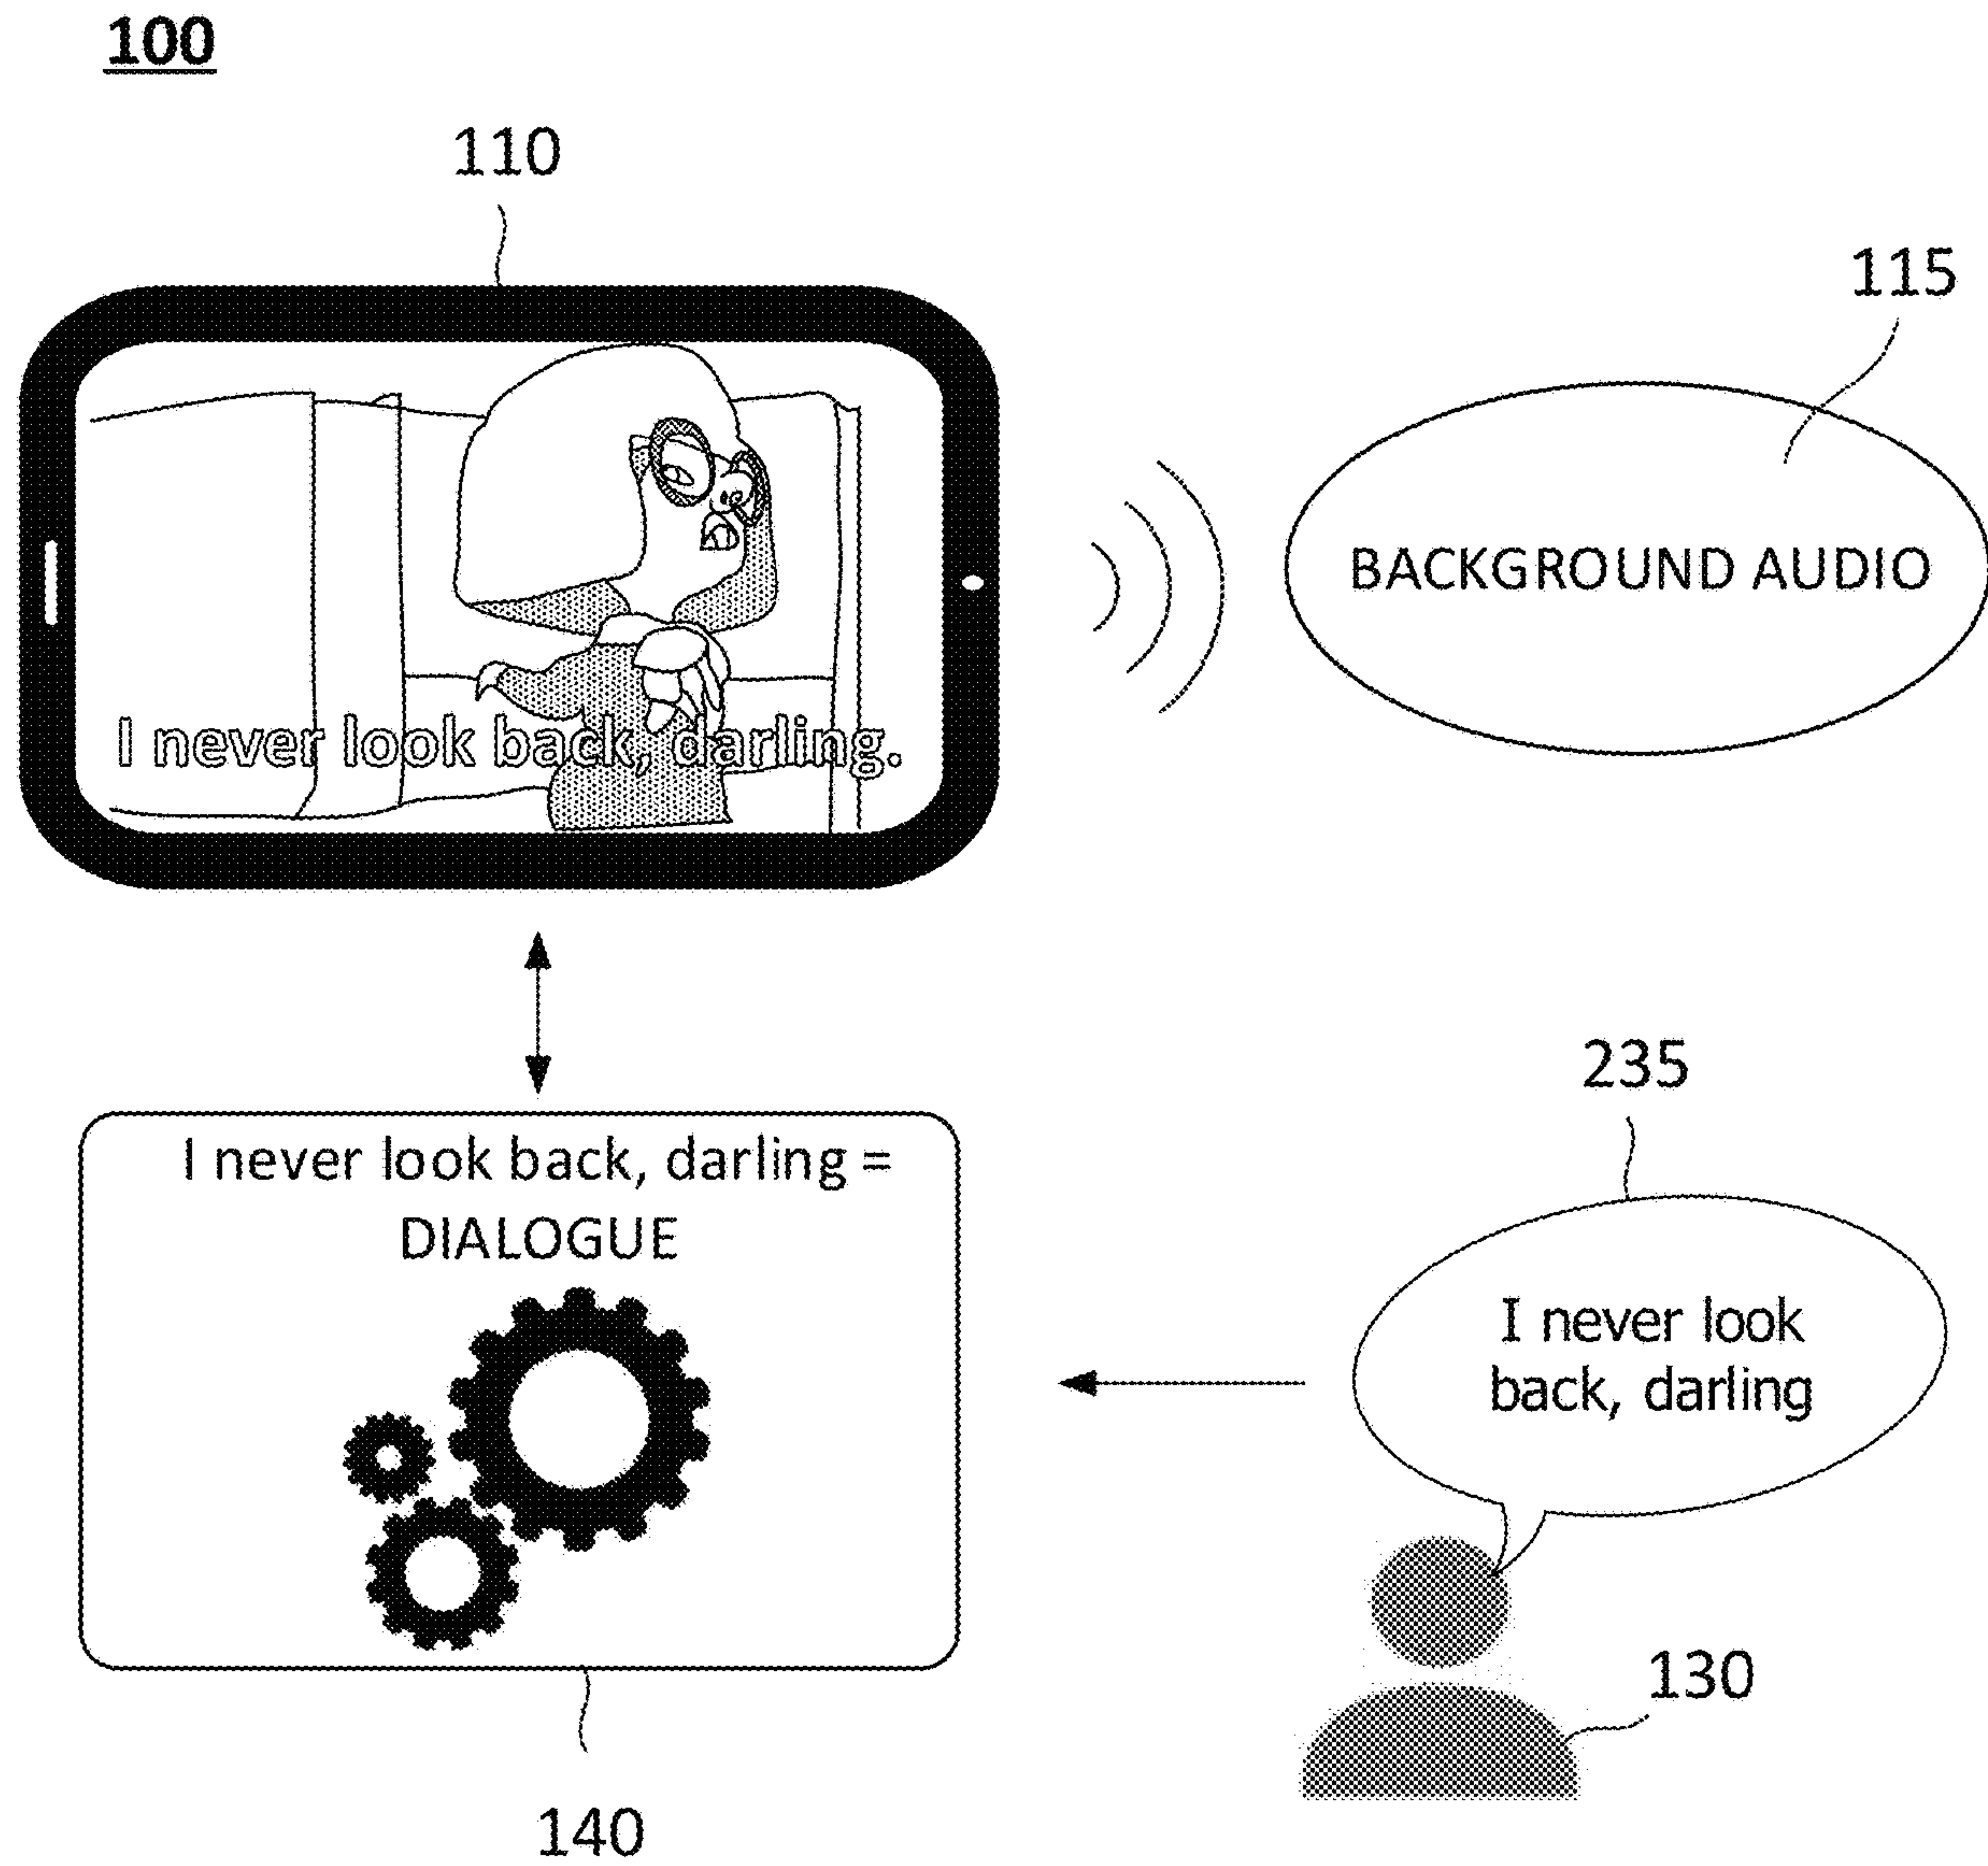 100
110
115
BACKGROUND AUDIO
I never look back, darling.
235
I never look back, darling =
DIALOGUE
I never look
back, darling
130
140